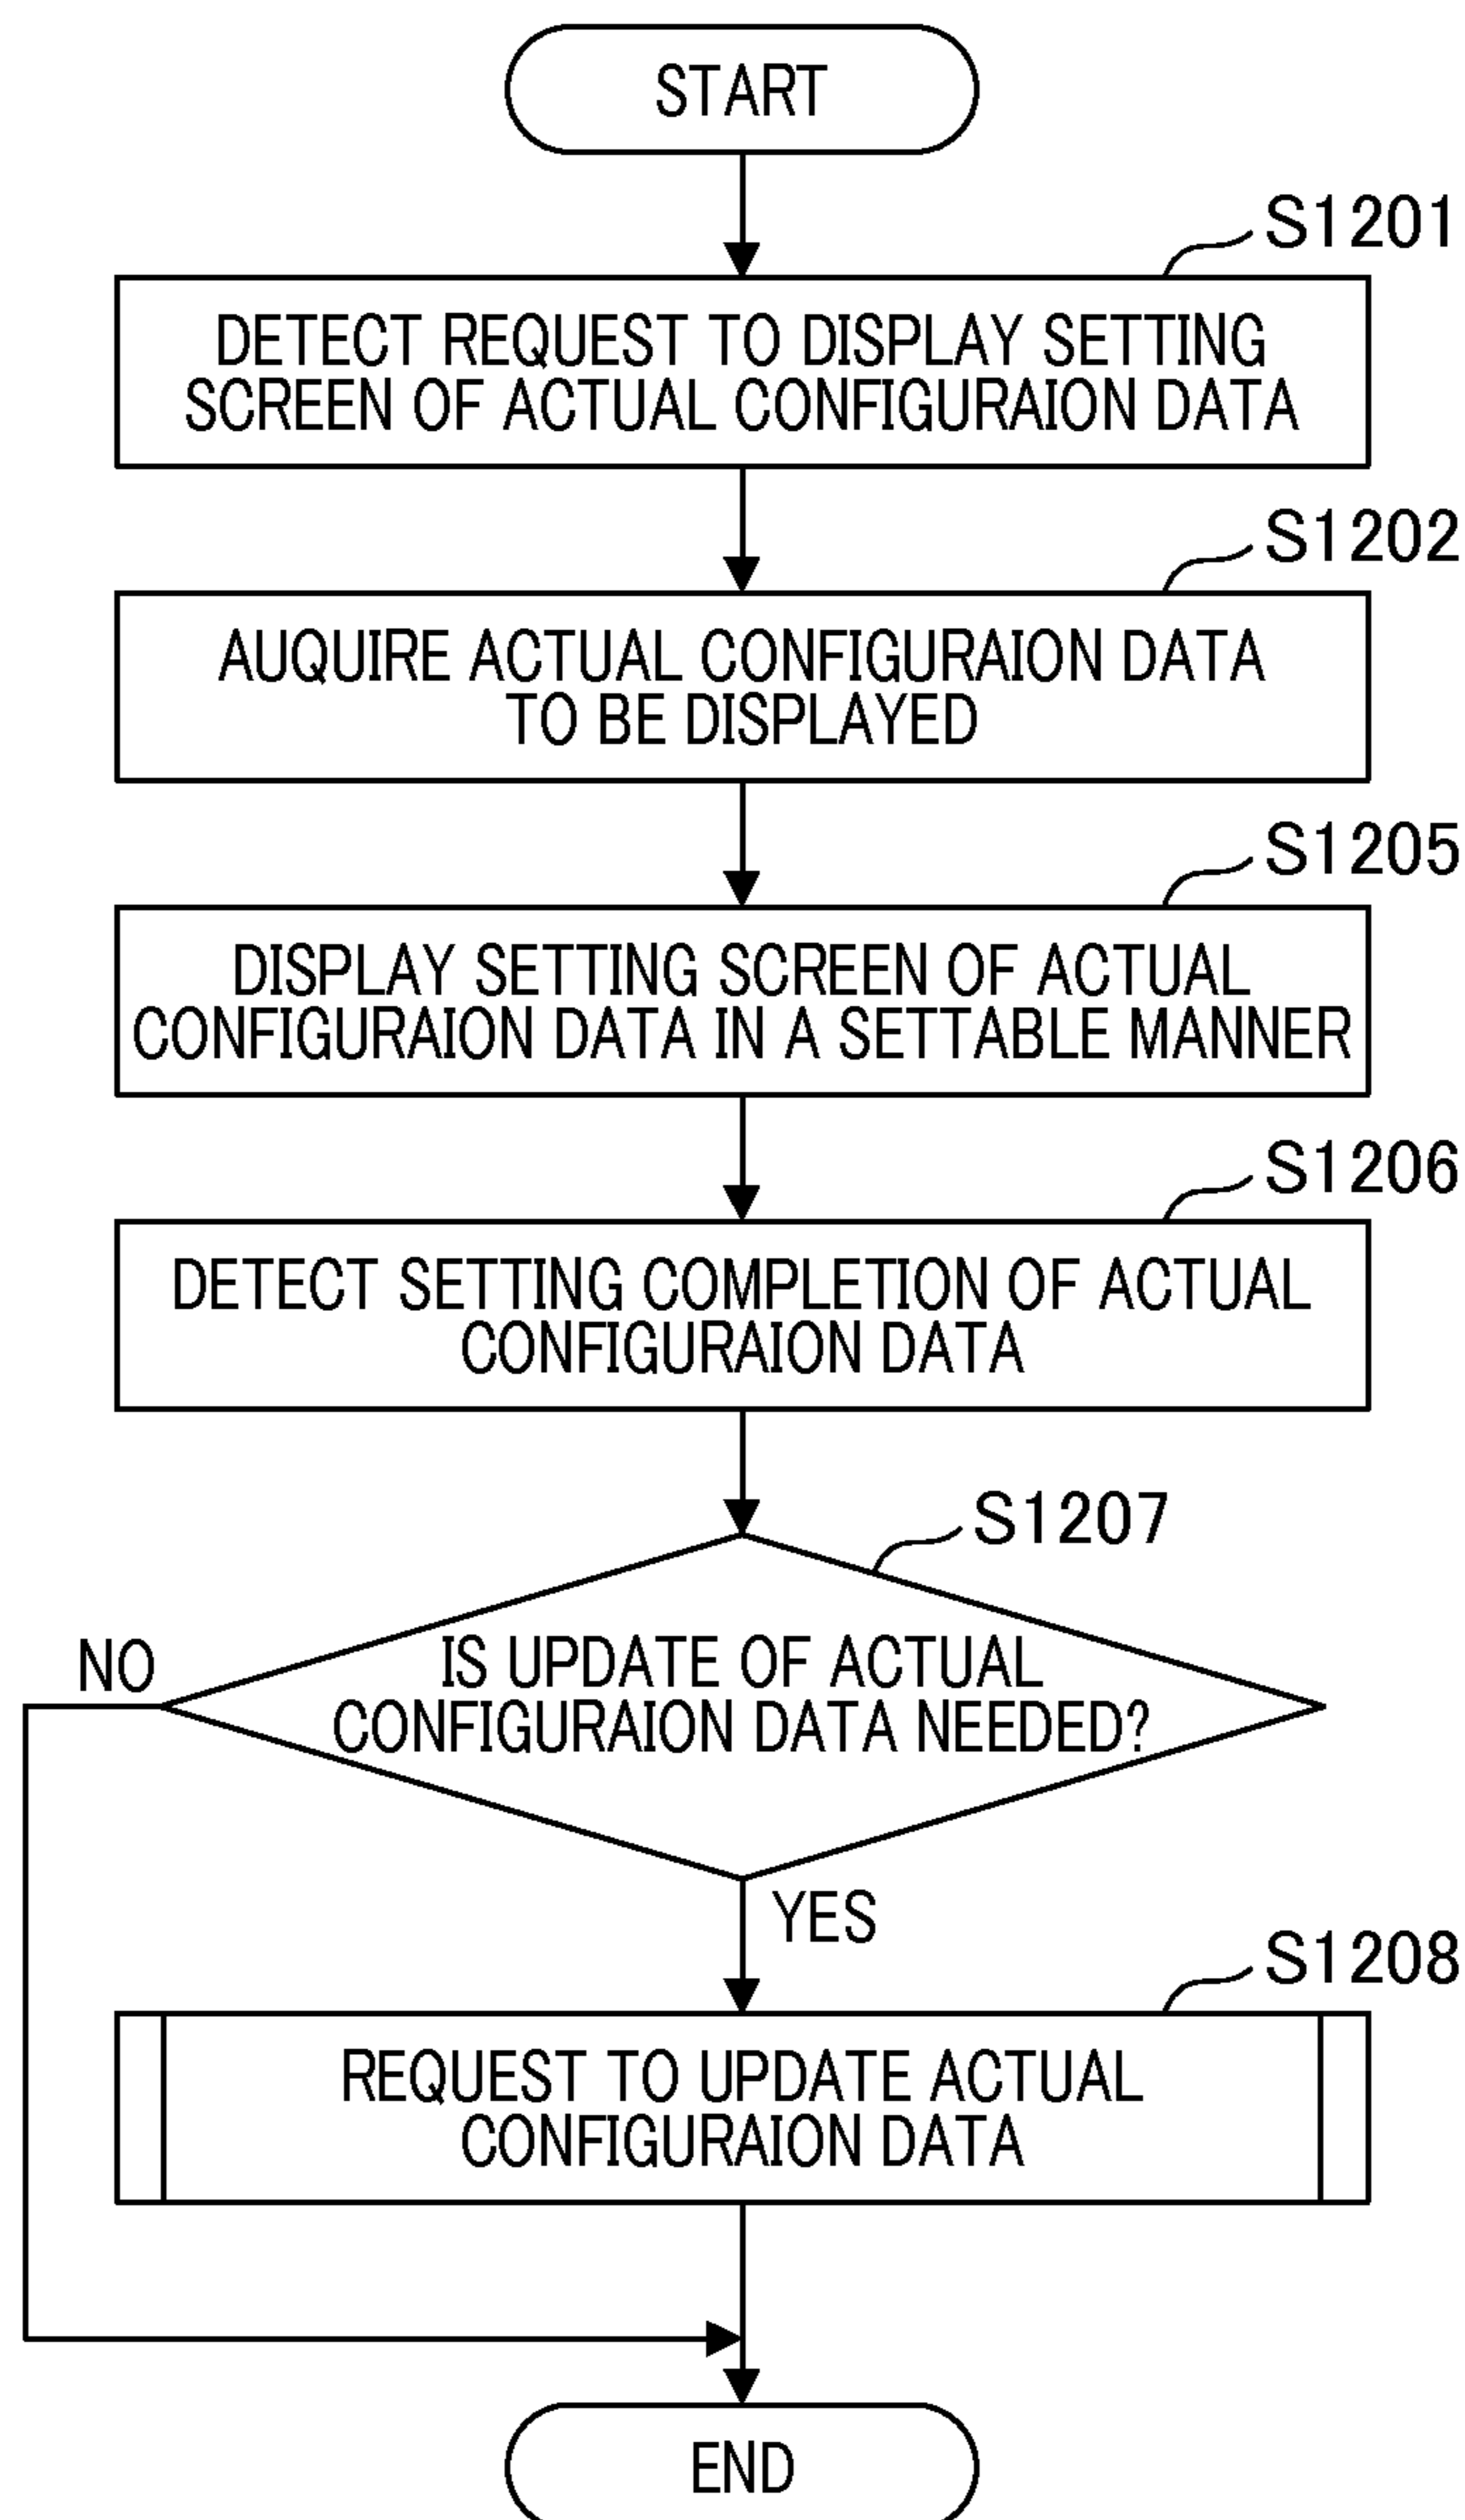 START
S1201
DETECT REQUEST TO DISPLAY SETTING
SCREEN OF ACTUAL CONFIGURAION DATA
S1202
AUQUIRE ACTUAL CONFIGURAION DATA
TO BE DISPLAYED
S1205
DISPLAY SETTING SCREEN OF ACTUAL
CONFIGURAION DATA IN A SETTABLE MANNER
S1206
DETECT SETTING COMPLETION OF ACTUAL
CONFIGURAION DATA
S1207
NO
IS UPDATE OF ACTUAL
CONFIGURAION DATA NEEDED?
YES
S1208
REQUEST TO UPDATE ACTUAL
CONFIGURAION DATA
END